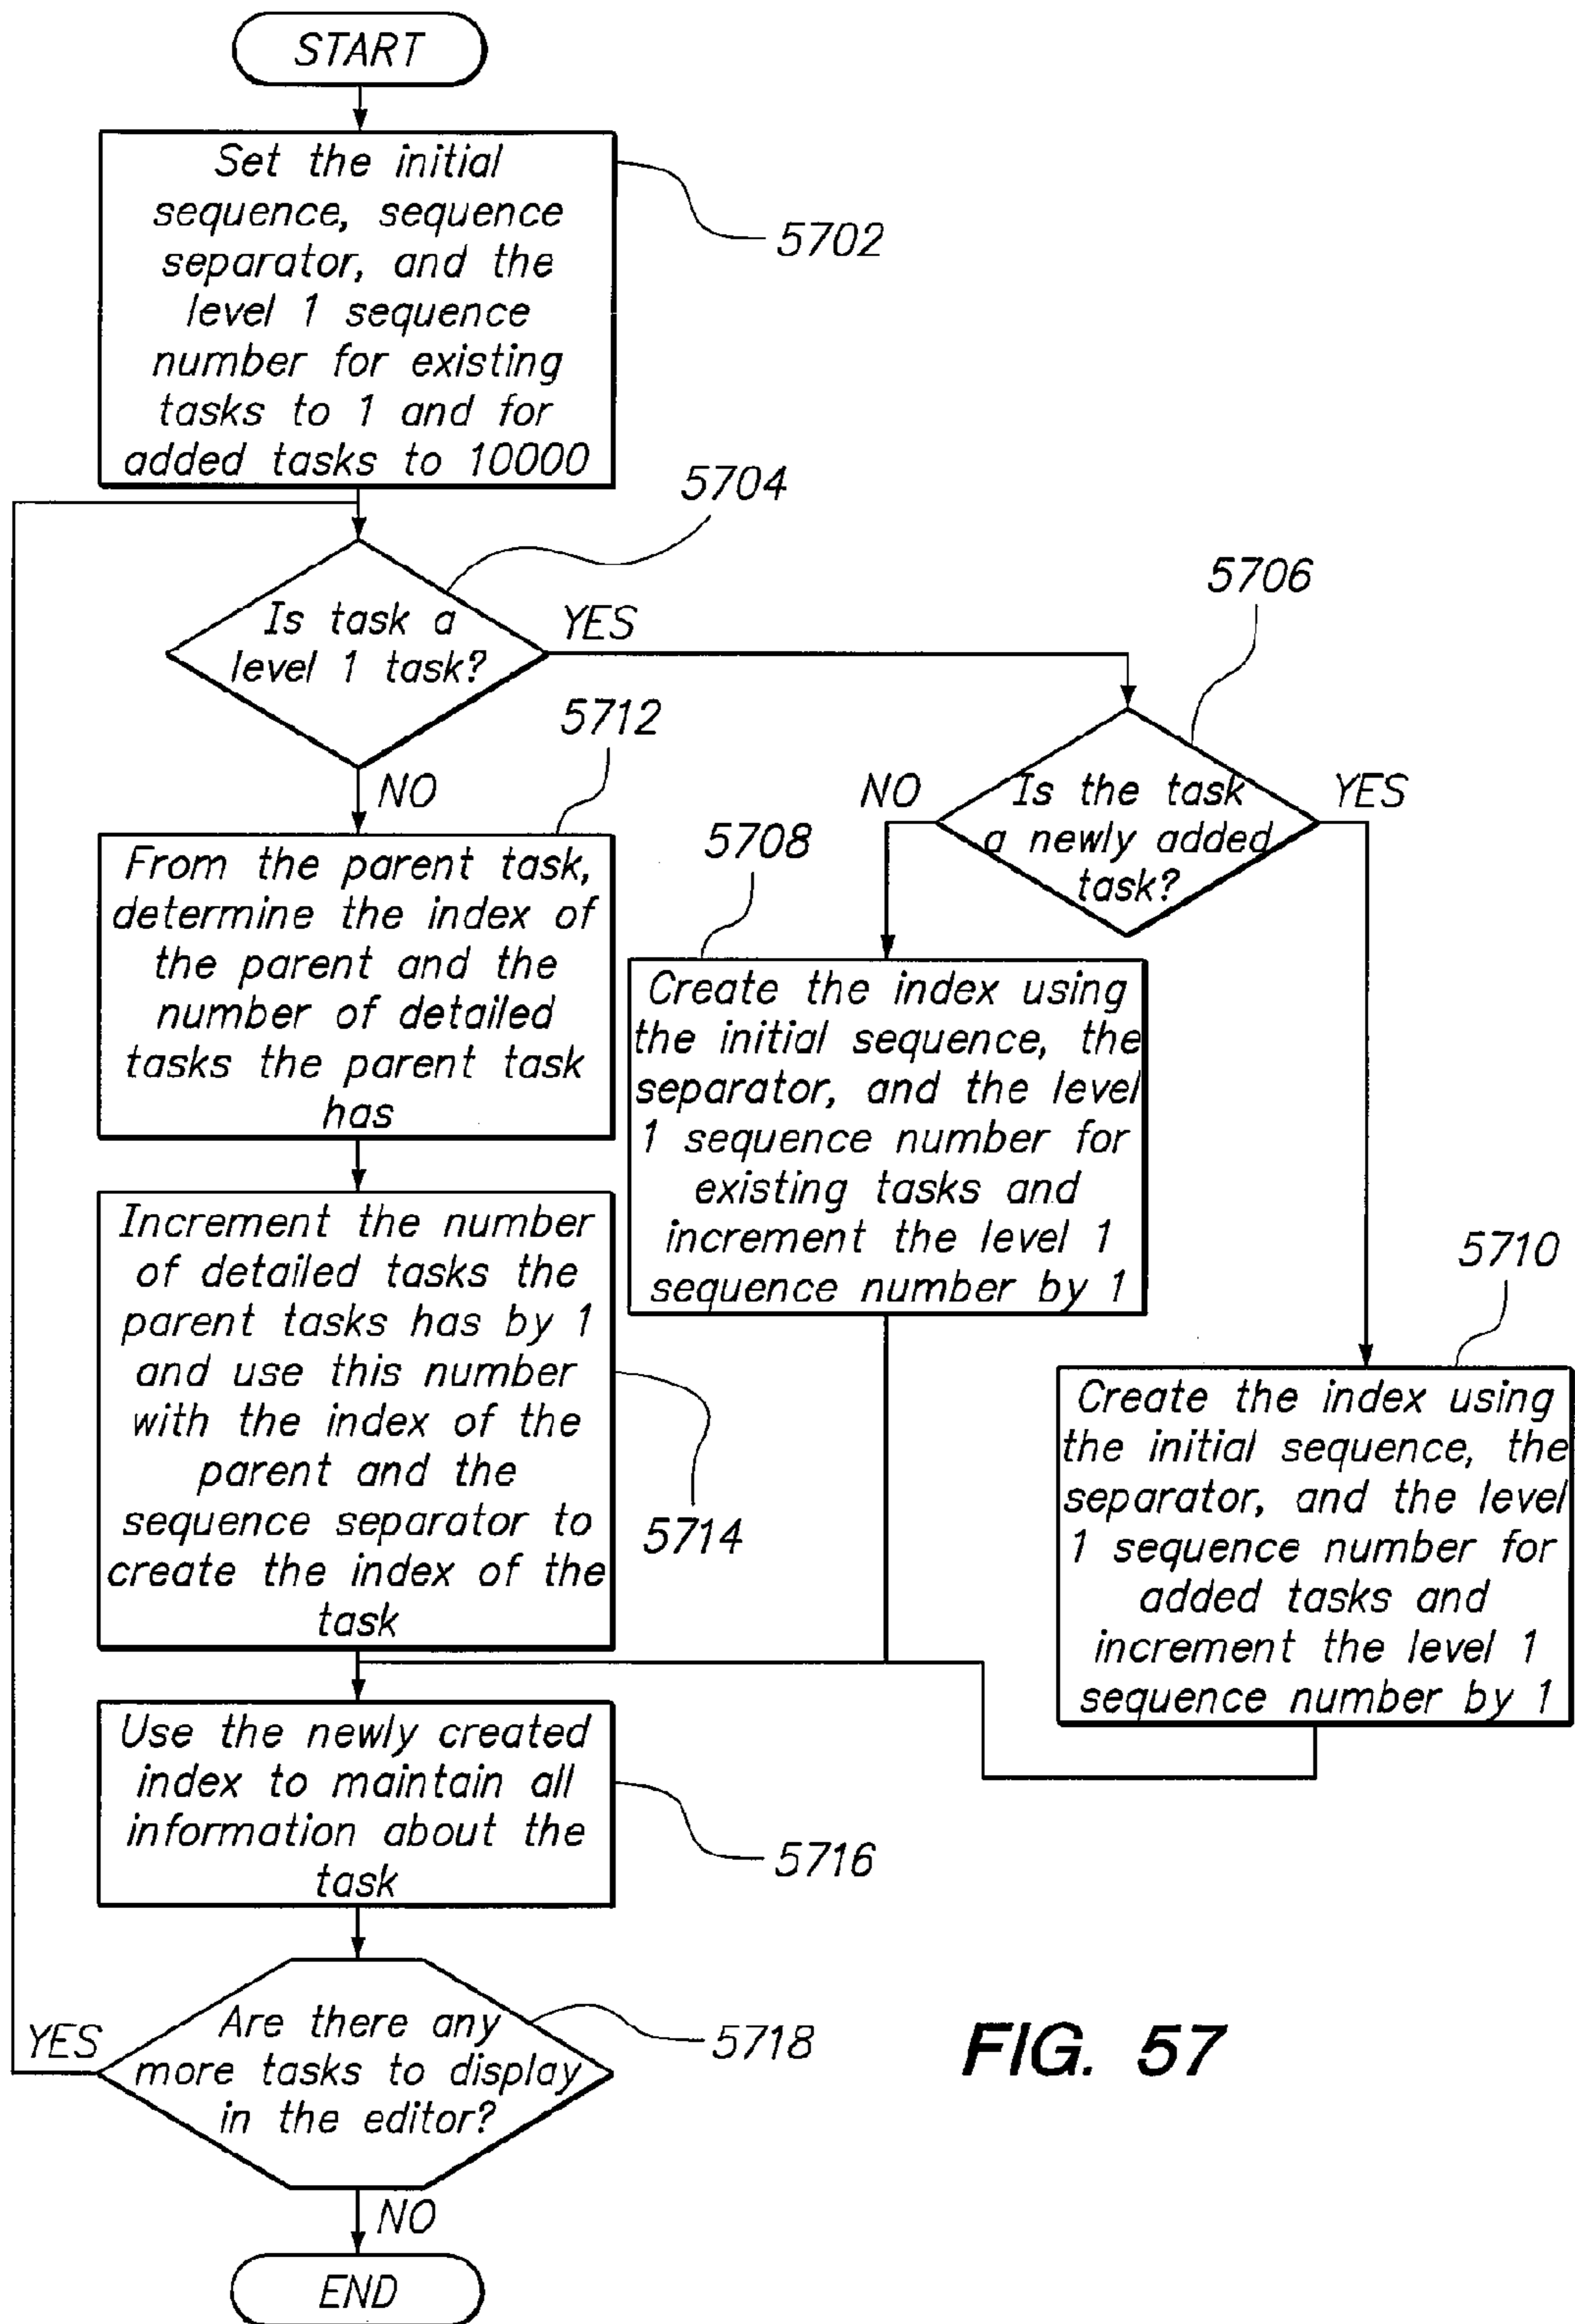 START
Set the initial
sequence, sequence
separator, and the
level 1 sequence
number for existing
tasks to 1 and for
added tasks to 10000
5702
5704
Is task a
level 1 task?
YES
NO
5706
Is the task
a newly added
task?
NO
YES
5712
From the parent task,
determine the index of
the parent and the
number of detailed
tasks the parent task
has
5708
Create the index using
the initial sequence, the
separator, and the level
1 sequence number for
existing tasks and
increment the level 1
sequence number by 1
5710
Create the index using
the initial sequence, the
separator, and the level
1 sequence number for
added tasks and
increment the level 1
sequence number by 1
Increment the number
of detailed tasks the
parent tasks has by 1
and use this number
with the index of the
parent and the
sequence separator to
create the index of the
task
5714
Use the newly created
index to maintain all
information about the
task
5716
Are there any
more tasks to display
in the editor?
5718
YES
NO
END
FIG. 57